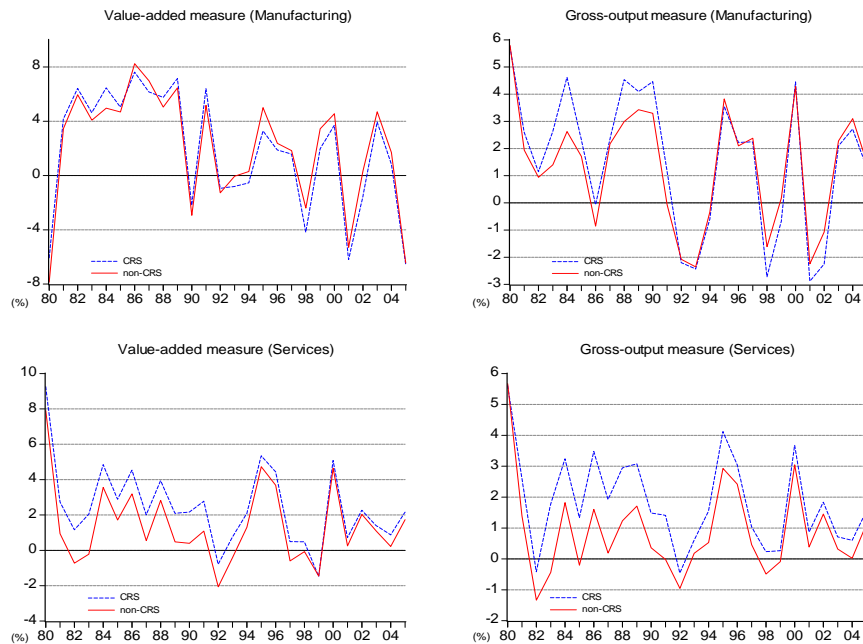 Value-added measure (Manufacturing)
8
4
0
-4
-8
CRS
non-CRS
80 82 84 86 88 90 92 94 96 98 00 02 04
(%)
Gross-output measure (Manufacturing)
6
5
4
3
2
1
0
-1
-2
-3
CRS
non-CRS
80 82 84 86 88 90 92 94 96 98 00 02 04
(%)
Value-added measure (Services)
10
8
6
4
2
0
-2
-4
CRS
non-CRS
80 82 84 86 88 90 92 94 96 98 00 02 04
(%)
Gross-output measure (Services)
6
5
4
3
2
1
0
-1
-2
CRS
non-CRS
80 82 84 86 88 90 92 94 96 98 00 02 04
(%)